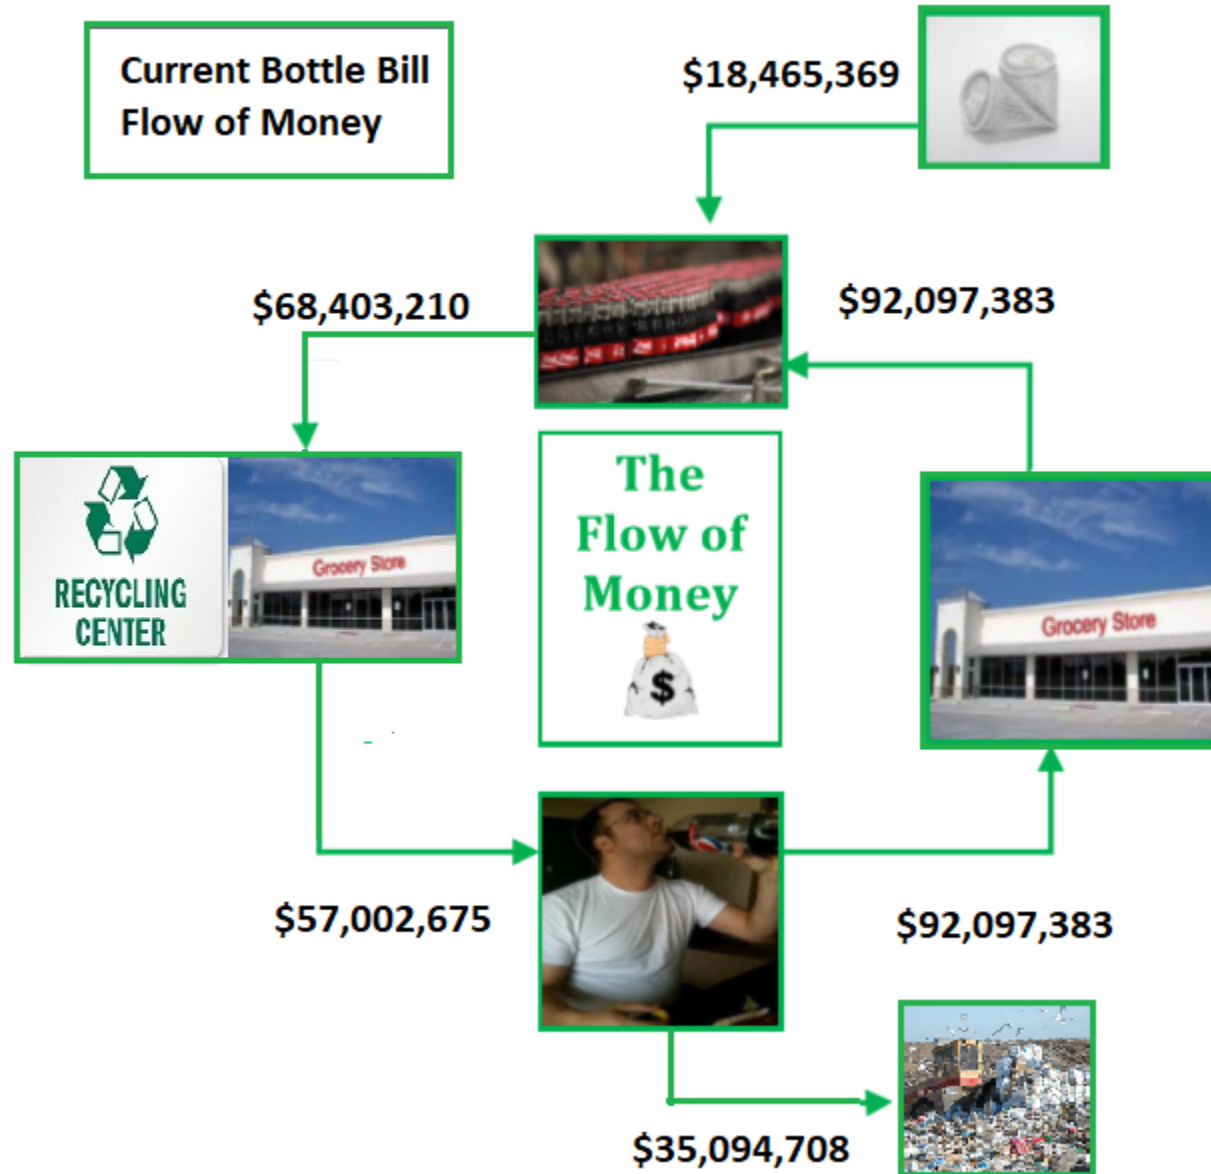 Current Bottle Bill
Flow of Money
$18,465,369
$68,403,210
$92,097,383
RECYCLING
CENTER
Grocery Store
The
Flow of
Money
$
Grocery Store
$57,002,675
$92,097,383
$35,094,708